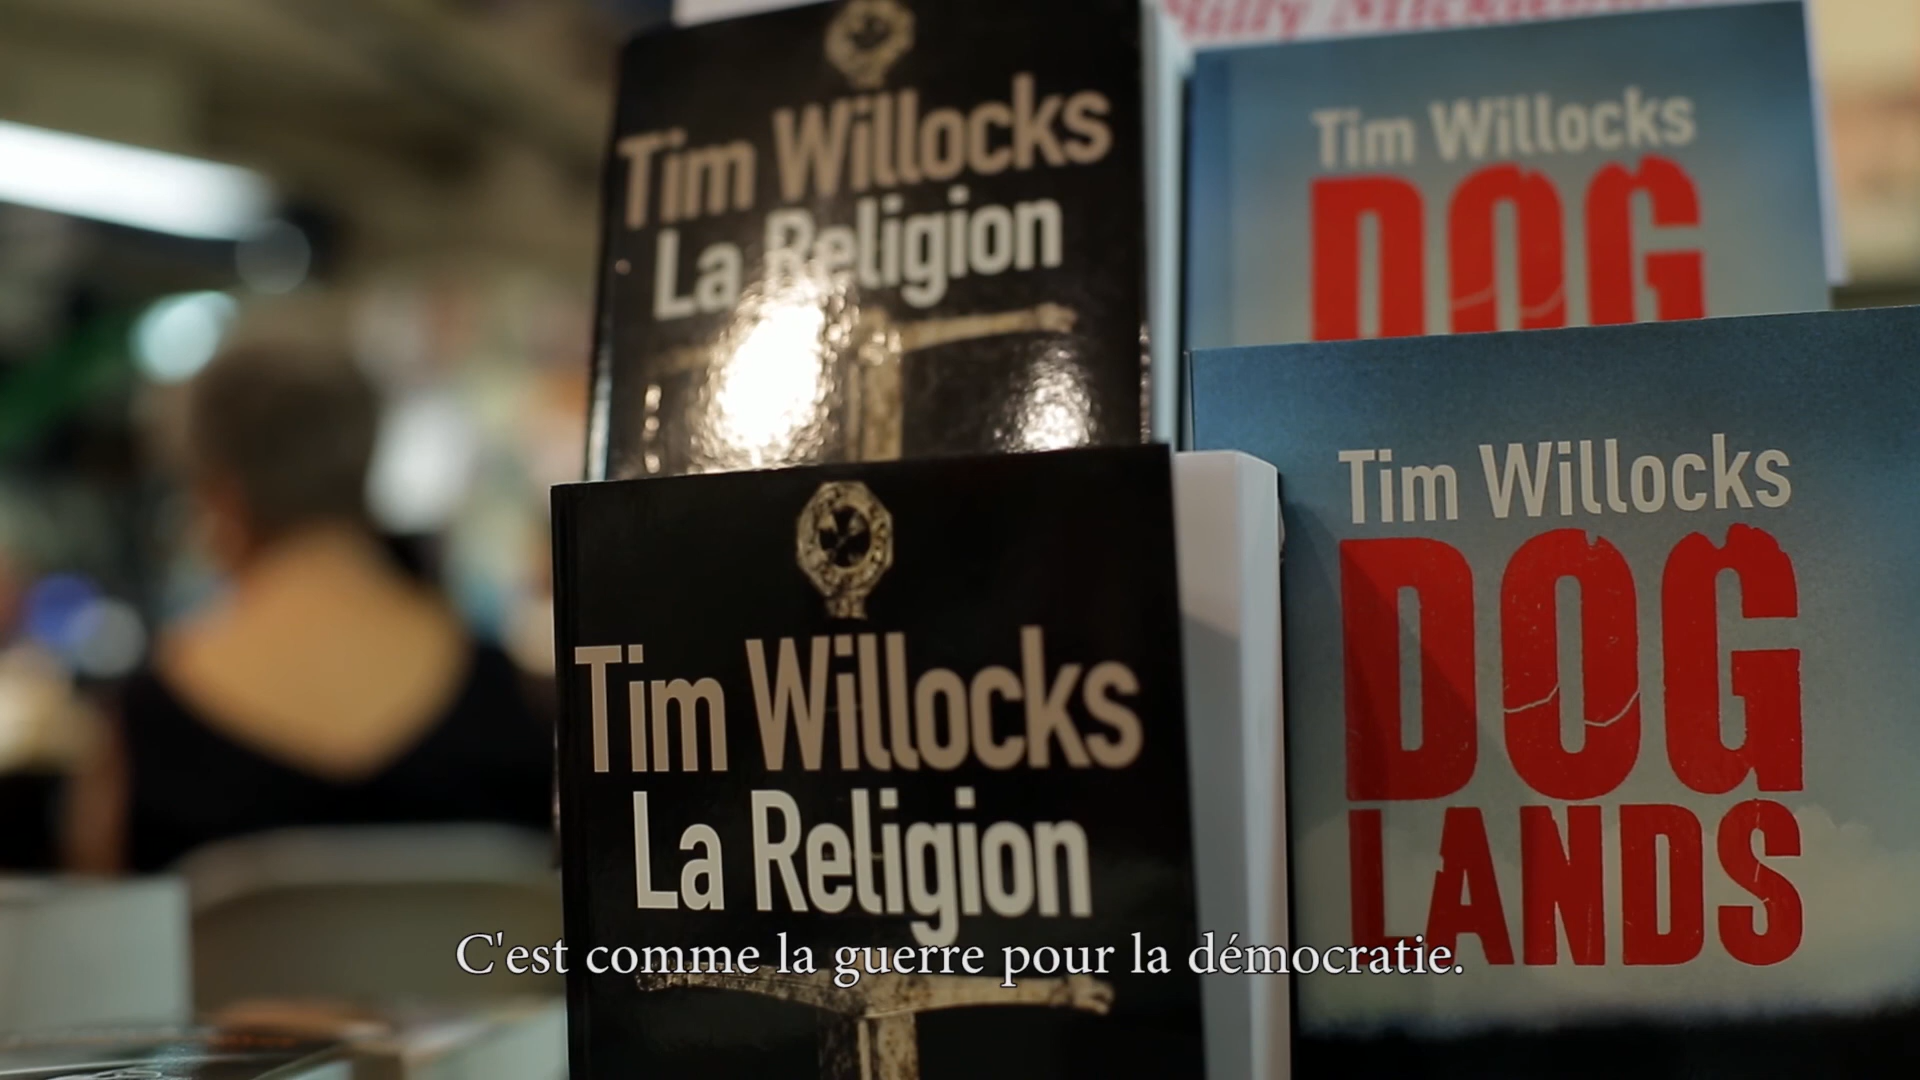 Tim Willocks
La Religion
Tim Willocks
DOG
Tim Willocks
La Religion
Tim Willocks
DOG
LANDS
C'est comme la guerre pour la démocratie.